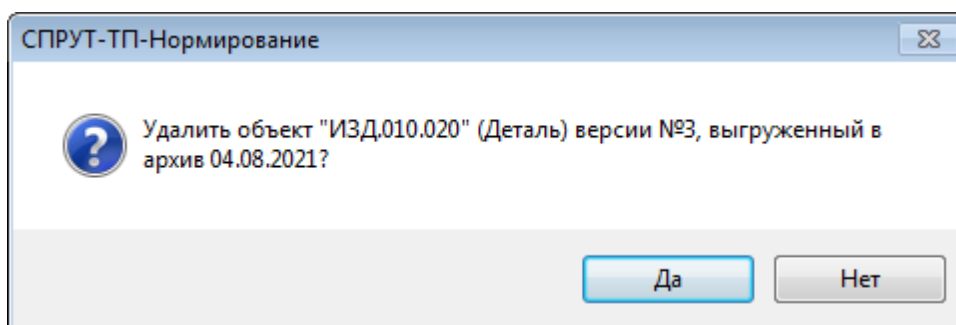 СПРУТ-ТП-Нормирование
Удалить объект "ИЗД.010.020" (Деталь) версии №3, выгруженный в
архив 04.08.2021?
Да
Нет